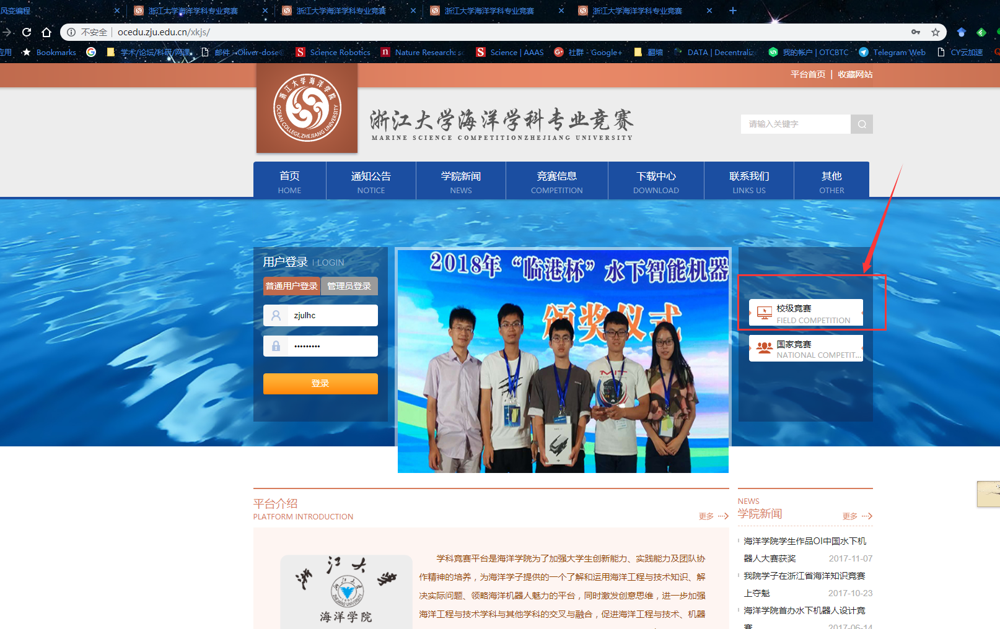 风变编程
浙江大学海洋学科专业竞赛
浙江大学海洋学科专业竞赛
浙江大学海洋学科专业竞赛
浙江大学海洋学科专业竞赛
不安全
ocedu.zju.edu.cn/xkjs/
应用
Bookmarks
学术/论坛/科研/网课
邮件 - Oliver-dose
Science Robotics
Nature Research: sc
Science | AAAS
社群 - Google+
翻墙
DATA | Decentraliz
我的帐户 | OTCBTC
Telegram Web
CY云加速
平台首页 | 收藏网站
浙江大学海洋学院
OCEAN COLLEGE, ZHEJIANG UNIVERSITY
浙江大学海洋学科专业竞赛
MARINE SCIENCE COMPETITIONZHEJIANG UNIVERSITY
请输入关键字
首页
HOME
通知公告
NOTICE
学院新闻
NEWS
竞赛信息
COMPETITION
下载中心
DOWNLOAD
联系我们
LINKS US
其他
OTHER
用户登录 | LOGIN
普通用户登录
管理员登录
zjulhc
•••••••••
登录
2018年“临港杯”水下智能机器
颁奖仪式
MIT
校级竞赛
FIELD COMPETITION
国家竞赛
NATIONAL COMPETIT...
平台介绍
PLATFORM INTRODUCTION
更多
浙江大学
ZHEJIANG UNIVERSITY
1897
海洋学院
学科竞赛平台是海洋学院为了加强大学生创新能力、实践能力及团队协
作精神的培养，为海洋学子提供的一个了解和运用海洋工程与技术知识、解
决实际问题、领略海洋机器人魅力的平台，同时激发创意思维，进一步加强
海洋工程与技术学科与其他学科的交叉与融合，促进海洋工程与技术、机器
NEWS
学院新闻
更多
海洋学院学生作品OI中国水下机
器人大赛获奖 2017-11-07
我院学子在浙江省海洋知识竞赛
上夺魁 2017-10-23
海洋学院首办水下机器人设计竞
赛 2017-06-14